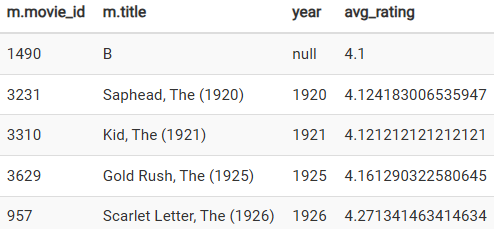 m.movie_id m.title year avg_rating
1490 B null 4.1
3231 Saphead, The (1920) 1920 4.124183006535947
3310 Kid, The (1921) 1921 4.121212121212121
3629 Gold Rush, The (1925) 1925 4.161290322580645
957 Scarlet Letter, The (1926) 1926 4.271341463414634